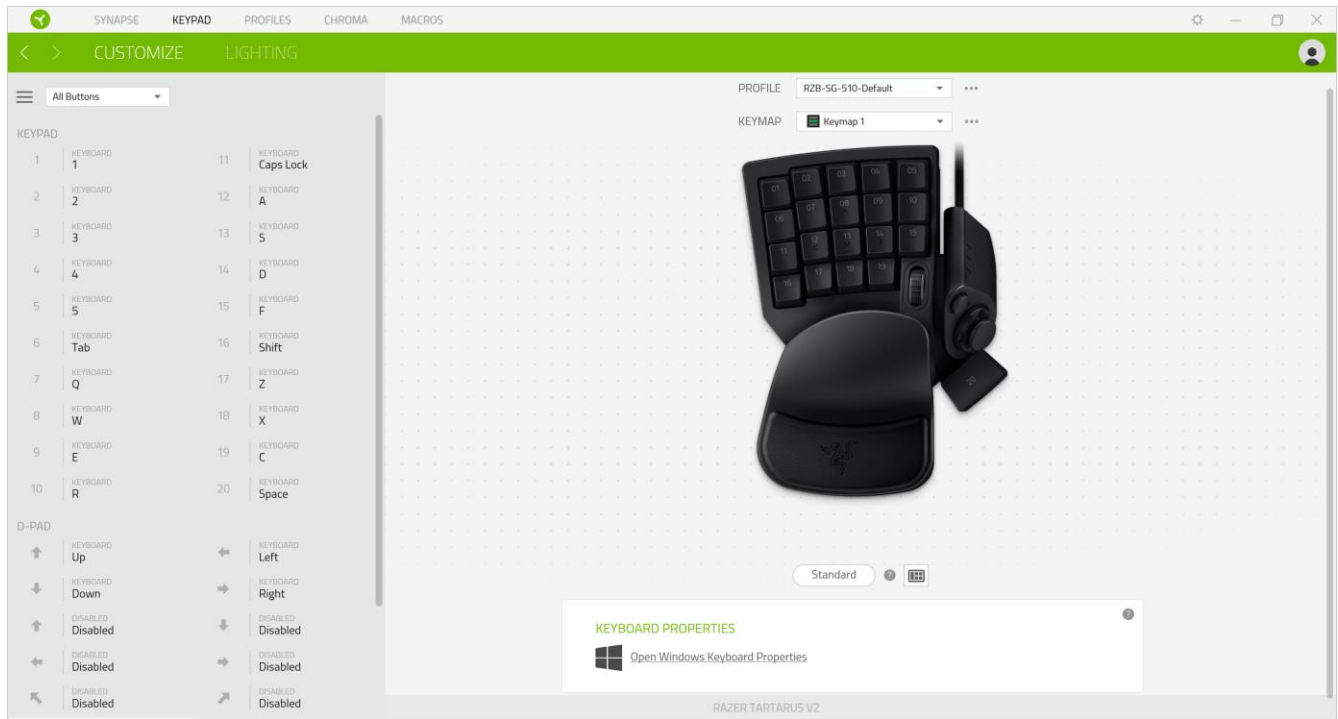 SYNAPSE KEYPAD PROFILES CHROMA MACROS
CUSTOMIZE LIGHTING
All Buttons
PROFILE RZB-SG-510-Default
KEYMAP Keymap 1
KEYPAD
1 KEYBOARD 1
11 KEYBOARD Caps Lock
2 KEYBOARD 2
12 KEYBOARD A
3 KEYBOARD 3
13 KEYBOARD S
4 KEYBOARD 4
14 KEYBOARD D
5 KEYBOARD 5
15 KEYBOARD F
6 KEYBOARD Tab
16 KEYBOARD Shift
7 KEYBOARD Q
17 KEYBOARD Z
8 KEYBOARD W
18 KEYBOARD X
9 KEYBOARD E
19 KEYBOARD C
10 KEYBOARD R
20 KEYBOARD Space
D-PAD
KEYBOARD Up
KEYBOARD Left
KEYBOARD Down
KEYBOARD Right
DISABLED Disabled
DISABLED Disabled
DISABLED Disabled
DISABLED Disabled
DISABLED Disabled
DISABLED Disabled
01 02 03 04 05
06 07 08 09 10
11 12 13 14 15
16 17 18 19
20
Standard
KEYBOARD PROPERTIES
Open Windows Keyboard Properties
RAZER TARTARUS V2